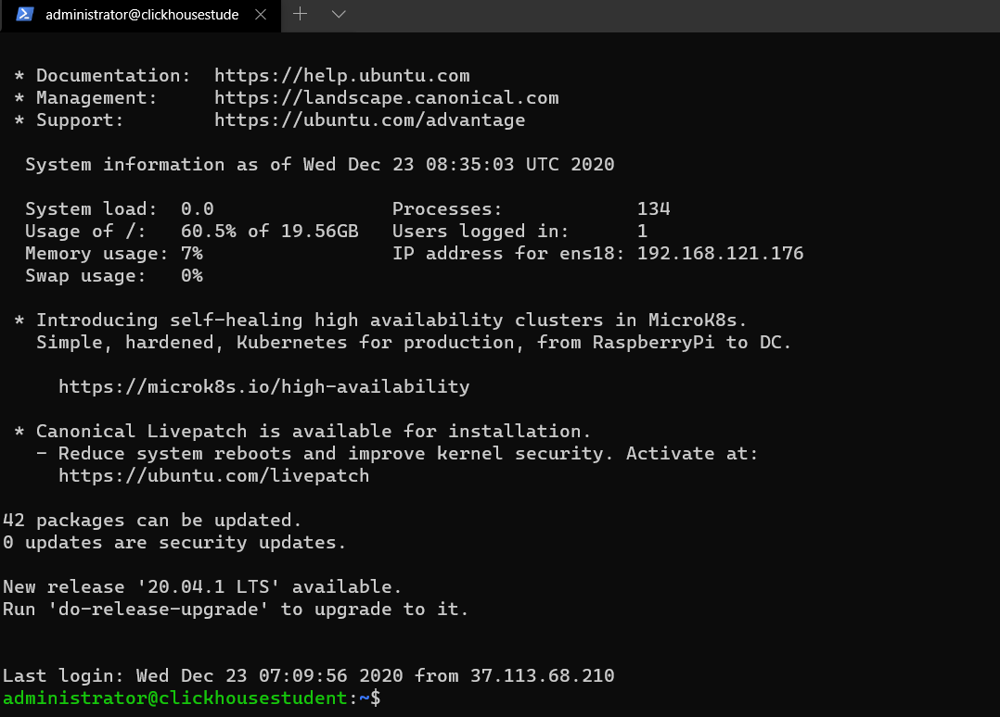 administrator@clickhousestude
* Documentation:  https://help.ubuntu.com
* Management:     https://landscape.canonical.com
* Support:        https://ubuntu.com/advantage
System information as of Wed Dec 23 08:35:03 UTC 2020
System load:  0.0                Processes:            134
Usage of /:   60.5% of 19.56GB   Users logged in:      1
Memory usage: 7%                 IP address for ens18: 192.168.121.176
Swap usage:   0%
* Introducing self-healing high availability clusters in MicroK8s.
Simple, hardened, Kubernetes for production, from RaspberryPi to DC.
https://microk8s.io/high-availability
* Canonical Livepatch is available for installation.
- Reduce system reboots and improve kernel security. Activate at:
https://ubuntu.com/livepatch
42 packages can be updated.
0 updates are security updates.
New release '20.04.1 LTS' available.
Run 'do-release-upgrade' to upgrade to it.
Last login: Wed Dec 23 07:09:56 2020 from 37.113.68.210
administrator@clickhousestudent:~$